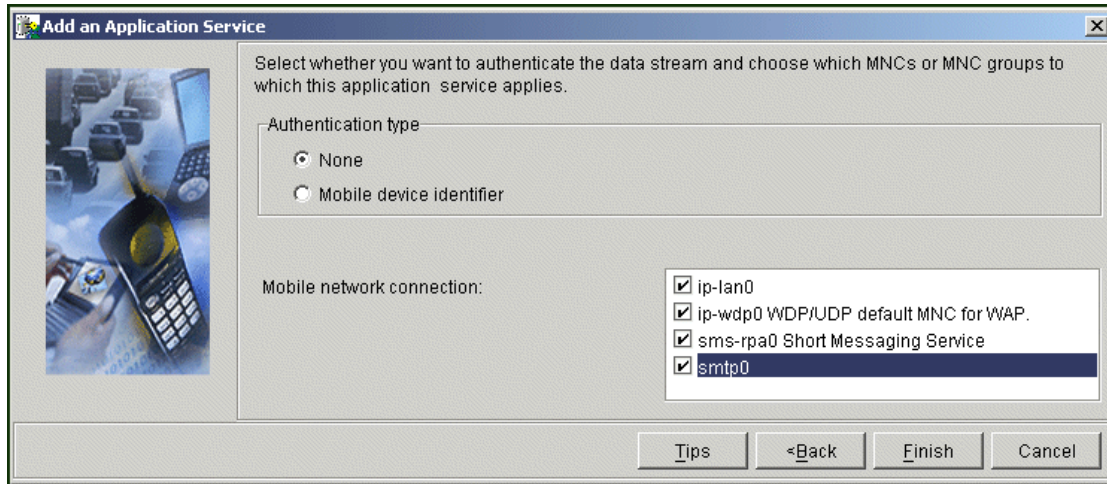 Add an Application Service
Select whether you want to authenticate the data stream and choose which MNCs or MNC groups to
which this application service applies.
Authentication type
None
Mobile device identifier
Mobile network connection:
ip-lan0
ip-wdp0 WDP/UDP default MNC for WAP.
sms-rpa0 Short Messaging Service
smtp0
Tips
<Back
Finish
Cancel